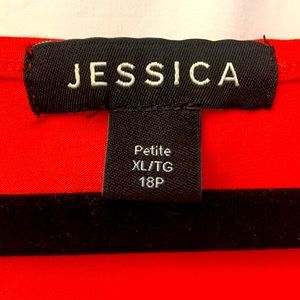 JESSICA
Petite
XL/TG
18P